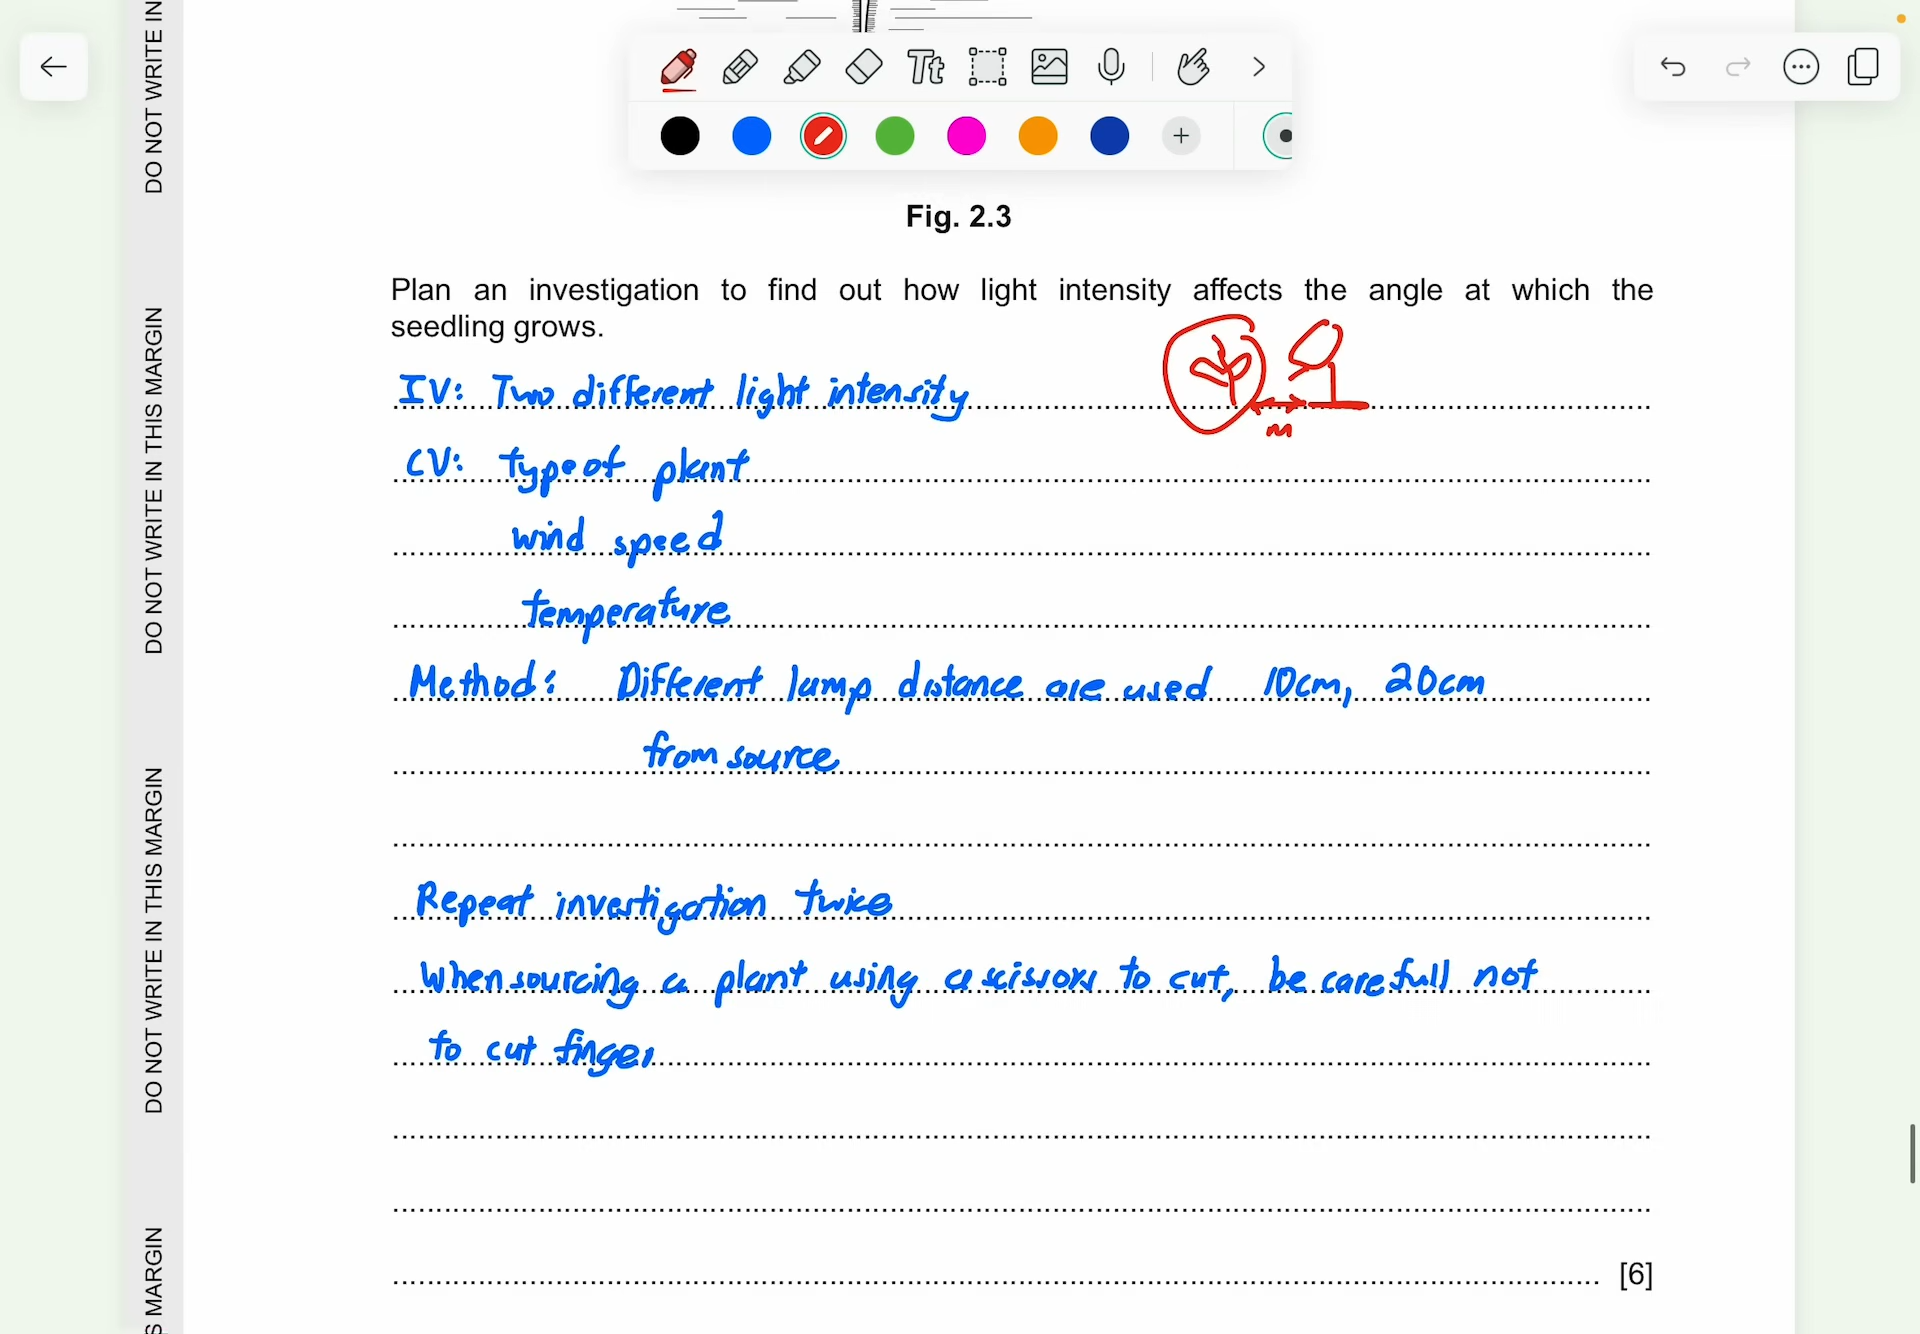 Tt
Fig. 2.3
Plan an investigation to find out how light intensity affects the angle at which the
seedling grows.
IV: Two different light intensity
m
CV: type of plant
wind speed
temperature
Method: Different lamp distance are used 10cm, 20cm
from source
Repeat investigation twice
When sourcing a plant using a scissors to cut, be carefull not
to cut finger
[6]
DO NOT WRITE IN
DO NOT WRITE IN THIS MARGIN
DO NOT WRITE IN THIS MARGIN
S MARGIN